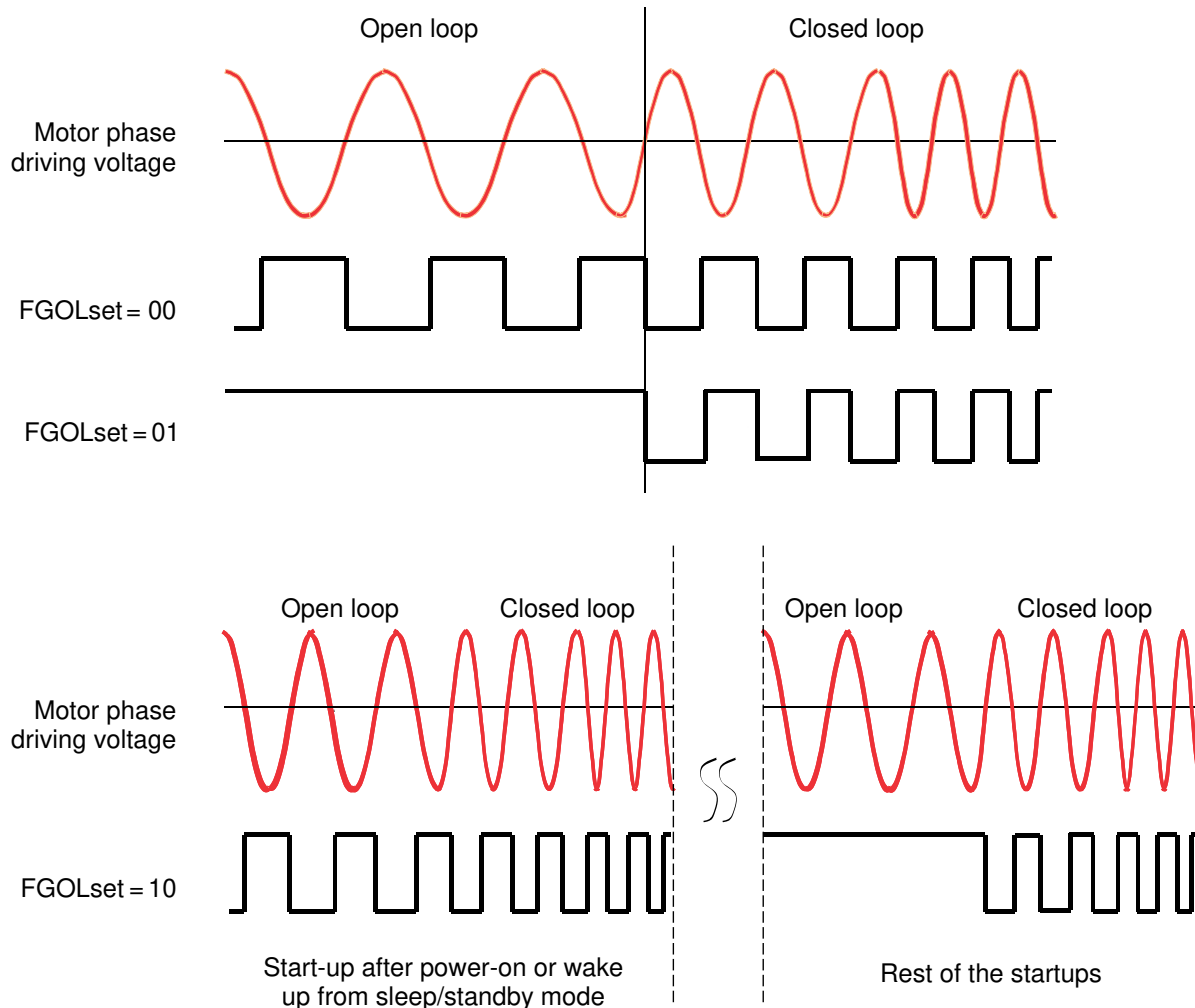 Open loop
Closed loop
Motor phase
driving voltage
FGOLset = 00
FGOLset = 01
Open loop
Closed loop
Open loop
Closed loop
Motor phase
driving voltage
FGOLset = 10
Start-up after power-on or wake
up from sleep/standby mode
Rest of the startups